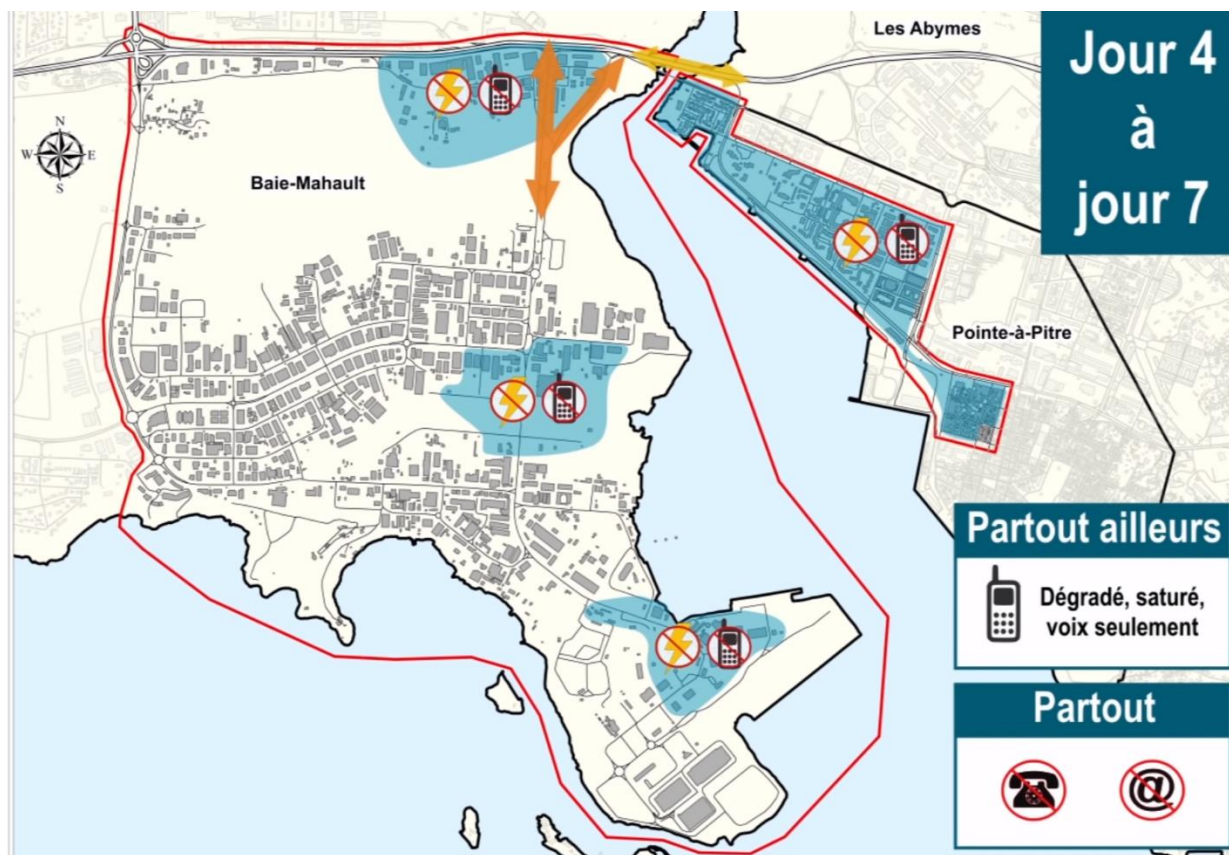 Les Abymes
Jour 4
à
jour 7
N
W
E
S
Baie-Mahault
Pointe-à-Pitre
Partout ailleurs
Dégradé, saturé,
voix seulement
Partout
@